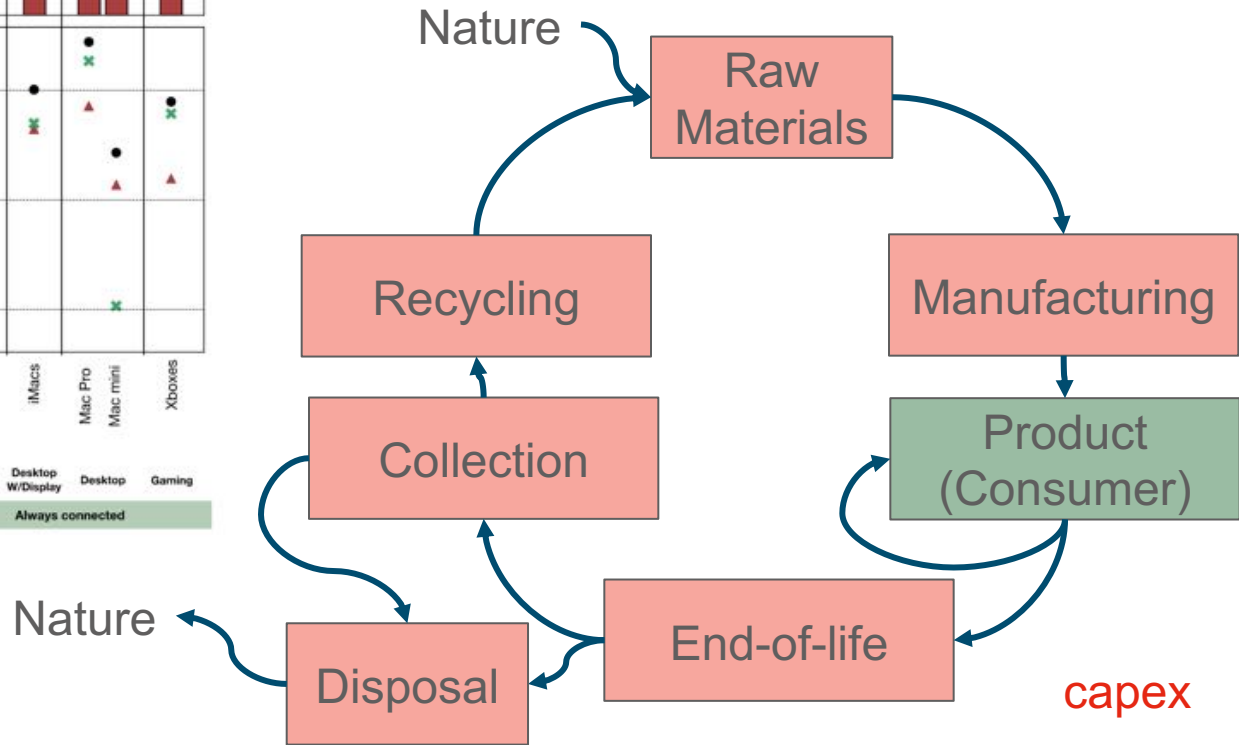 Nature
Raw
Materials
Recycling
Manufacturing
iMacs
Mac Pro
Mac mini
Xboxes
Collection
Product
(Consumer)
Desktop
W/Display
Desktop
Gaming
Always connected
Nature
End-of-life
Disposal
capex